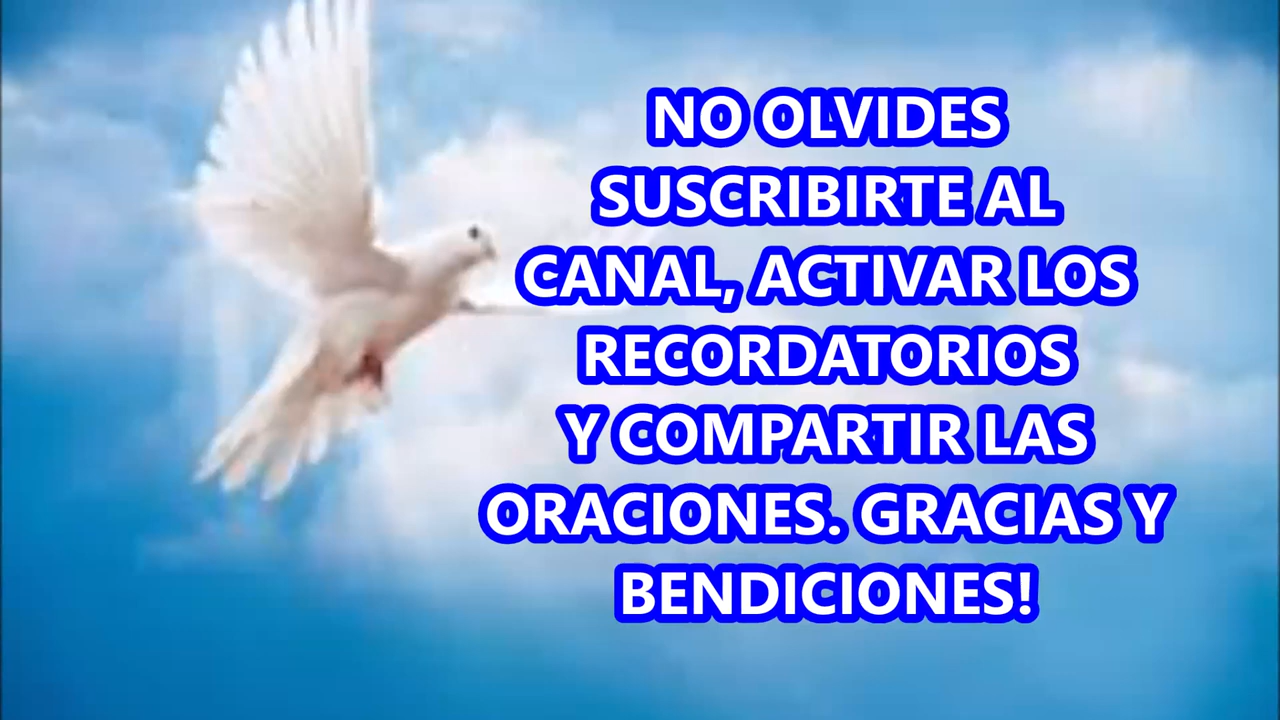 NO OLVIDES
SUSCRIBIRTE AL
CANAL, ACTIVAR LOS
RECORDATORIOS
Y COMPARTIR LAS
ORACIONES. GRACIAS Y
BENDICIONES!